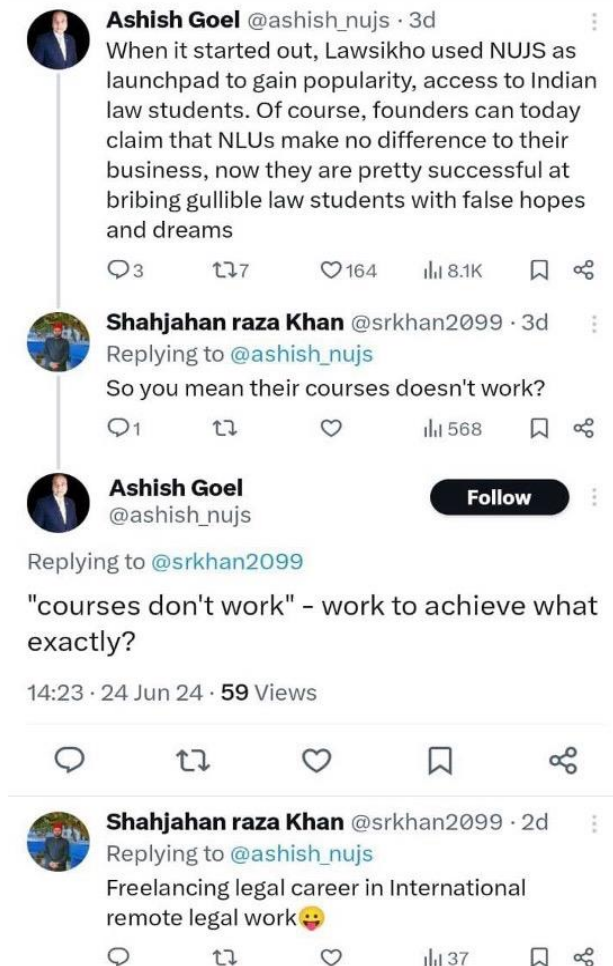 Ashish Goel @ashish_nujs · 3d
When it started out, Lawsikho used NUJS as
launchpad to gain popularity, access to Indian
law students. Of course, founders can today
claim that NLUs make no difference to their
business, now they are pretty successful at
bribing gullible law students with false hopes
and dreams
3 7 164 8.1K
Shahjahan raza Khan @srkhan2099 · 3d
Replying to @ashish_nujs
So you mean their courses doesn't work?
1 568
Ashish Goel
Follow
@ashish_nujs
Replying to @srkhan2099
"courses don't work" - work to achieve what
exactly?
14:23 · 24 Jun 24 · 59 Views
Shahjahan raza Khan @srkhan2099 · 2d
Replying to @ashish_nujs
Freelancing legal career in International
remote legal work😛
37